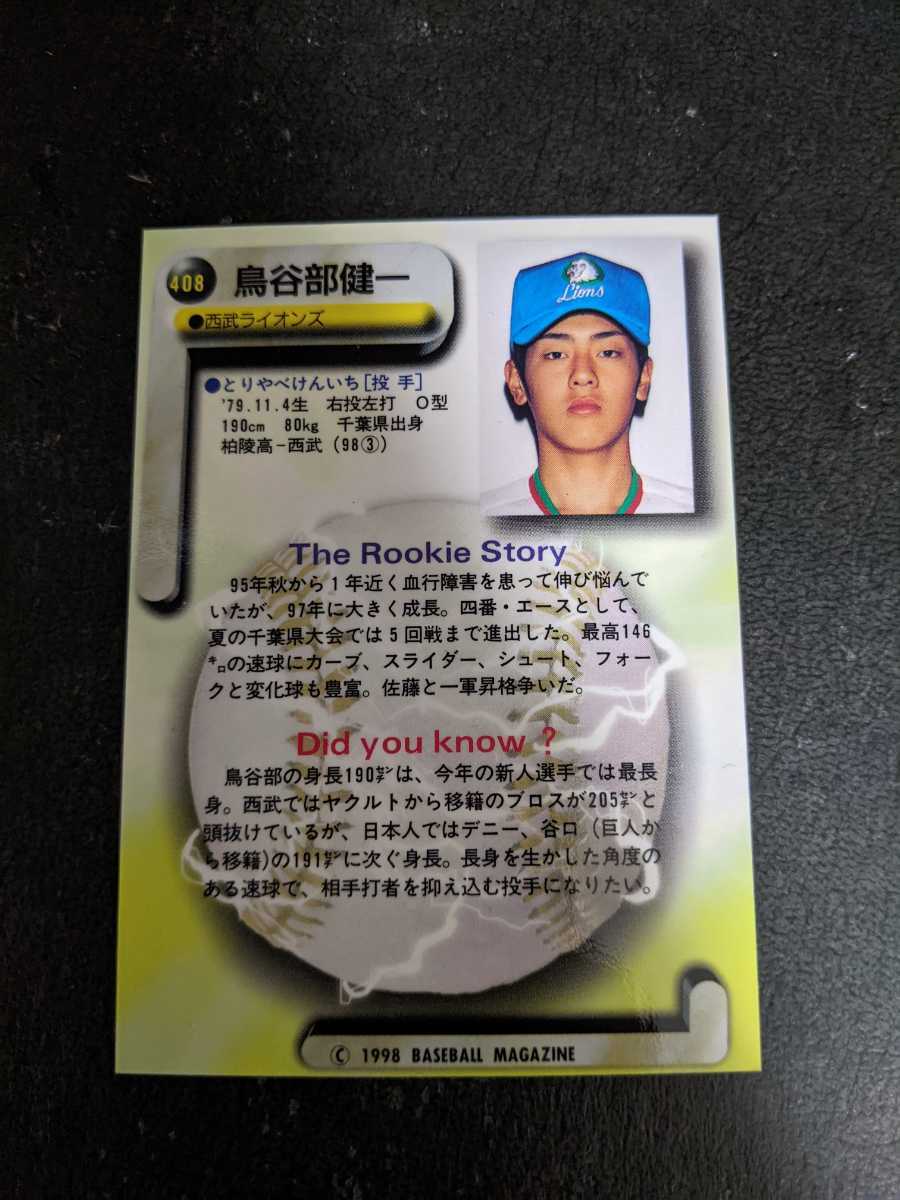 408 鳥谷部健一
●西武ライオンズ
Lions
●とりやべけんいち[投 手]
'79.11.4生 右投左打 O型
190cm 80kg 千葉県出身
柏陵高－西武（98③）
The Rookie Story
95年秋から１年近く血行障害を患って伸び悩んで
いたが、97年に大きく成長。四番・エースとして、
夏の千葉県大会では５回戦まで進出した。最高146
㌔の速球にカーブ、スライダー、シュート、フォー
クと変化球も豊富。佐藤と一軍昇格争いだ。
Did you know ?
鳥谷部の身長190㌢は、今年の新人選手では最長
身。西武ではヤクルトから移籍のブロスが205㌢と
頭抜けているが、日本人ではデニー、谷口（巨人か
ら移籍)の191㌢に次ぐ身長。長身を生かした角度の
ある速球で、相手打者を抑え込む投手になりたい。
© 1998 BASEBALL MAGAZINE